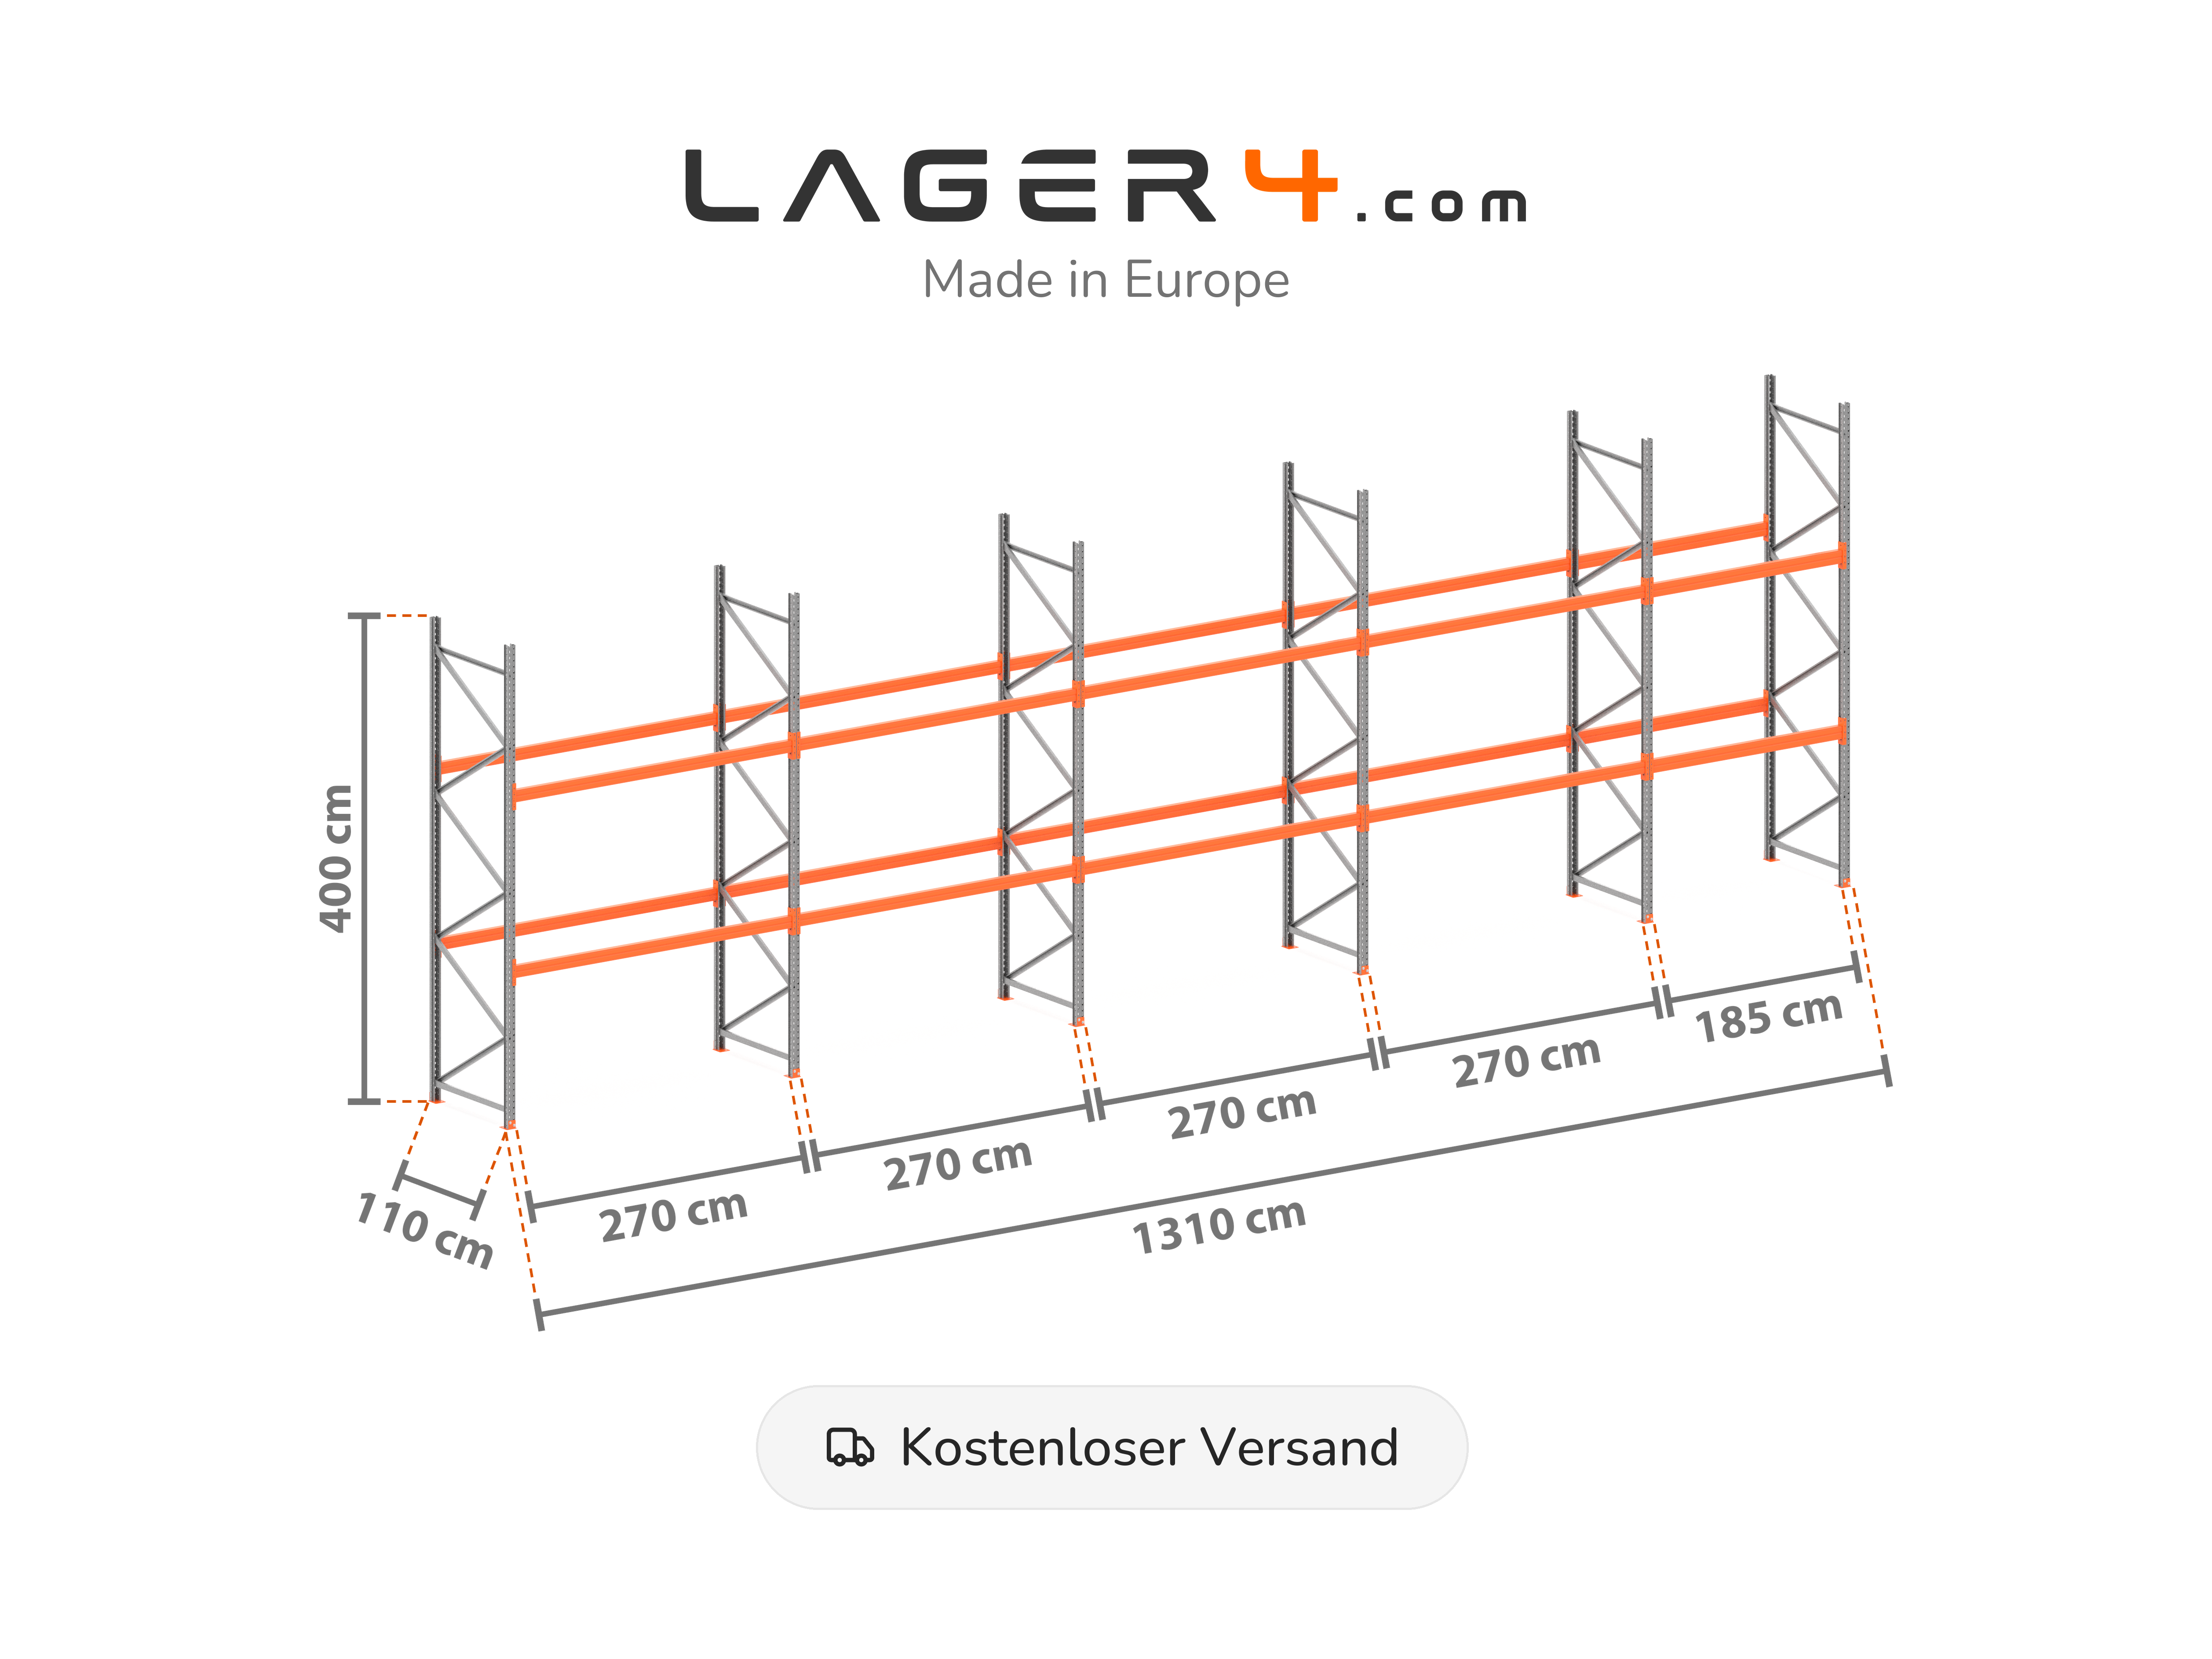 LAGER4.com
Made in Europe
400 cm
110 cm
270 cm
270 cm
270 cm
270 cm
185 cm
1310 cm
Kostenloser Versand